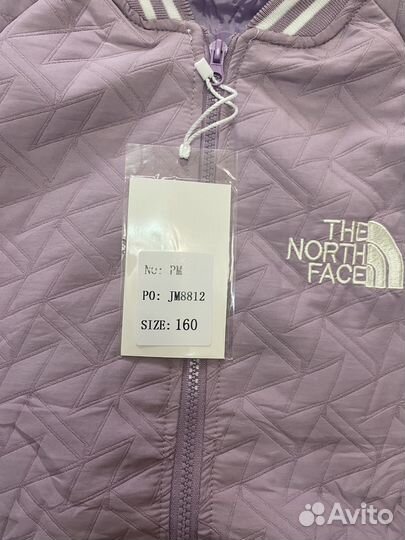 THE
NORTH
FACE
No: PM
PO: JM8812
SIZE: 160
Avito